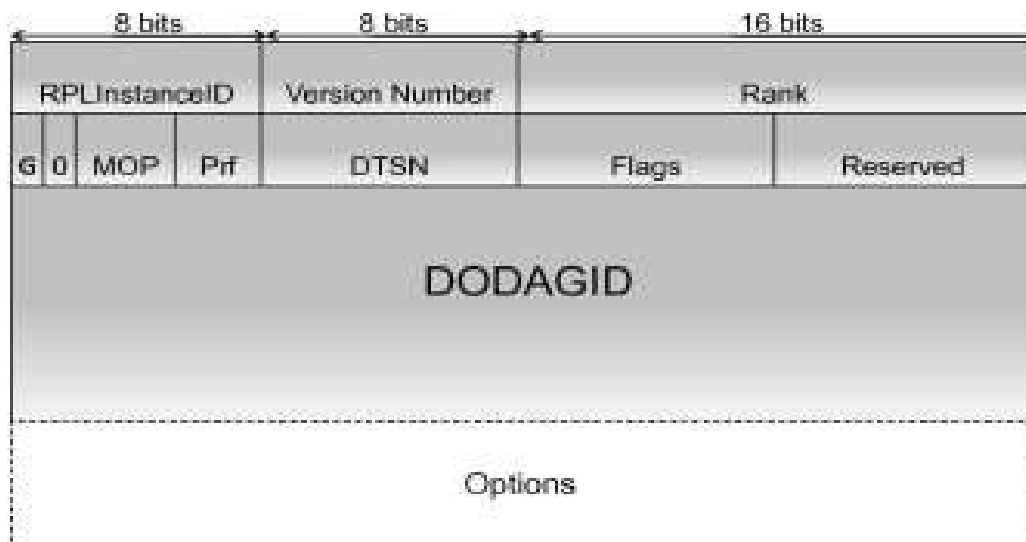 8 bits 8 bits 16 bits
RPLInstanceID Version Number Rank
G 0 MOP Prf DTSN Flags Reserved
DODAGID
Options